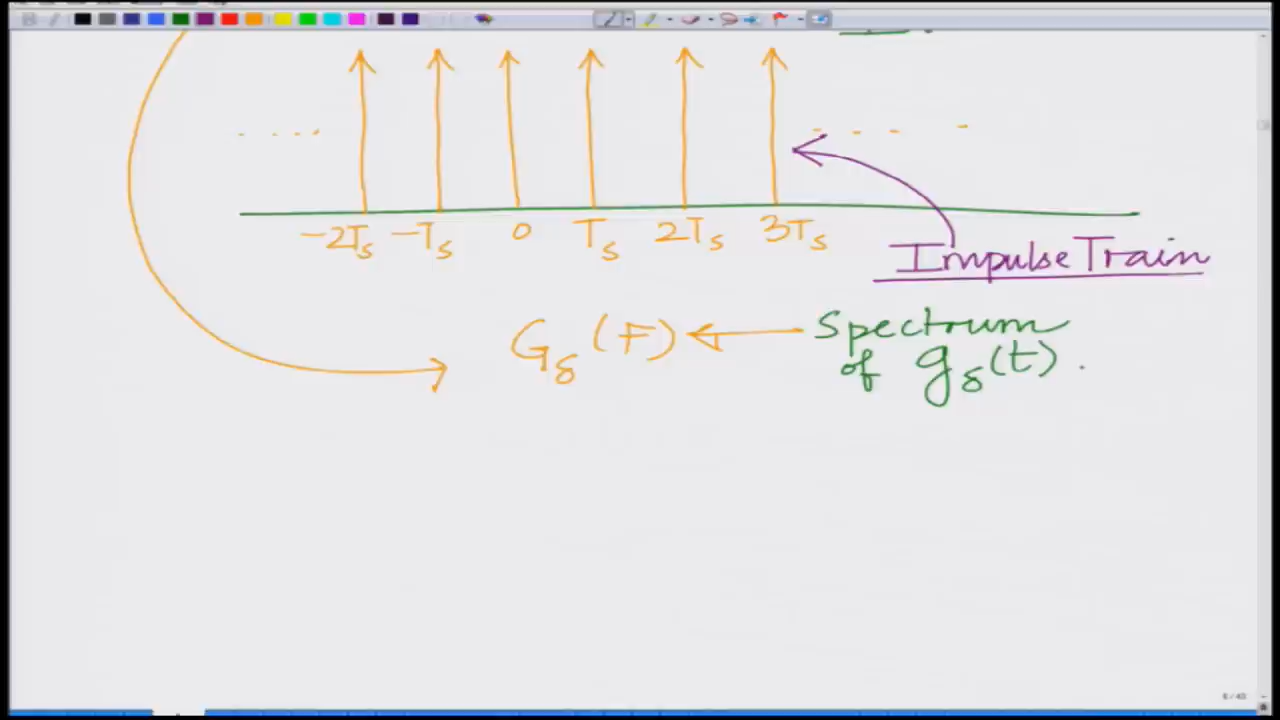 -2Ts -Ts 0 Ts 2Ts 3Ts
Impulse Train
Gδ(F) Spectrum
of gδ(t).